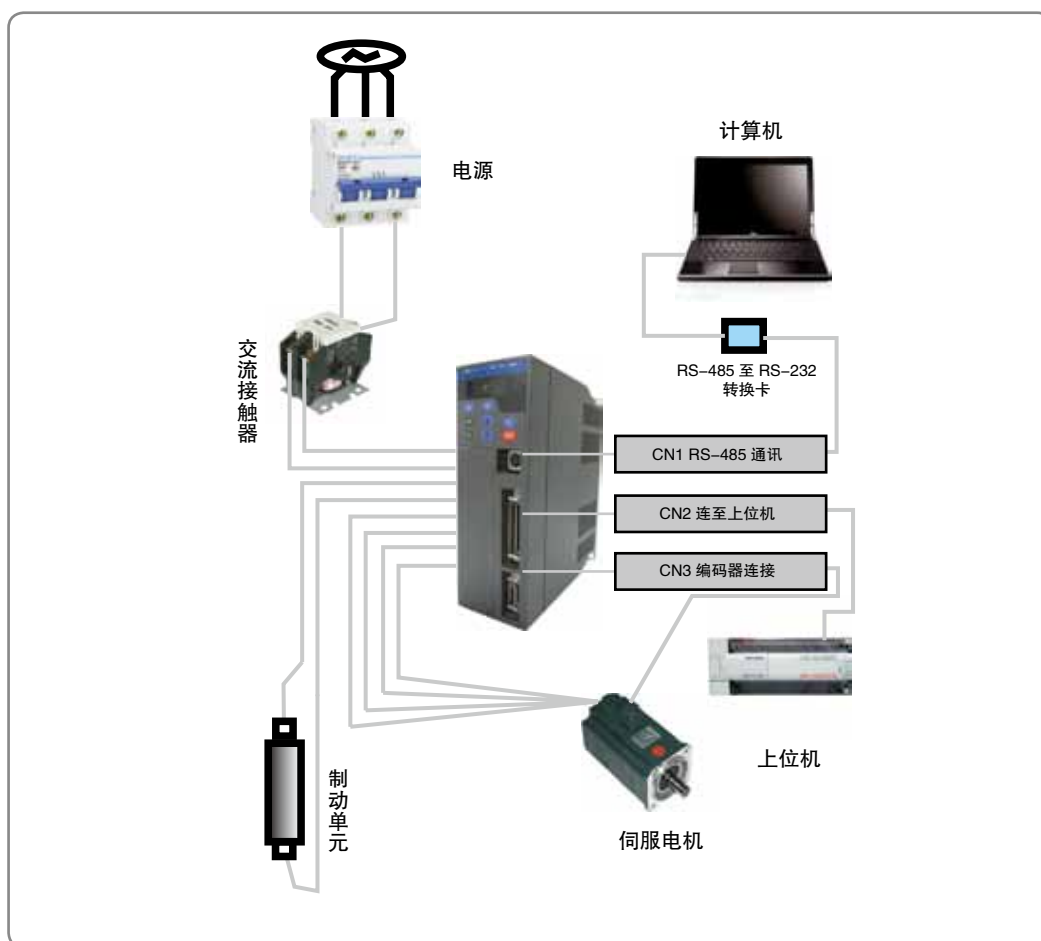 电源
计算机
交流接触器
RS-485 至 RS-232
转换卡
CN1 RS-485 通讯
CN2 连至上位机
CN3 编码器连接
上位机
制动单元
伺服电机